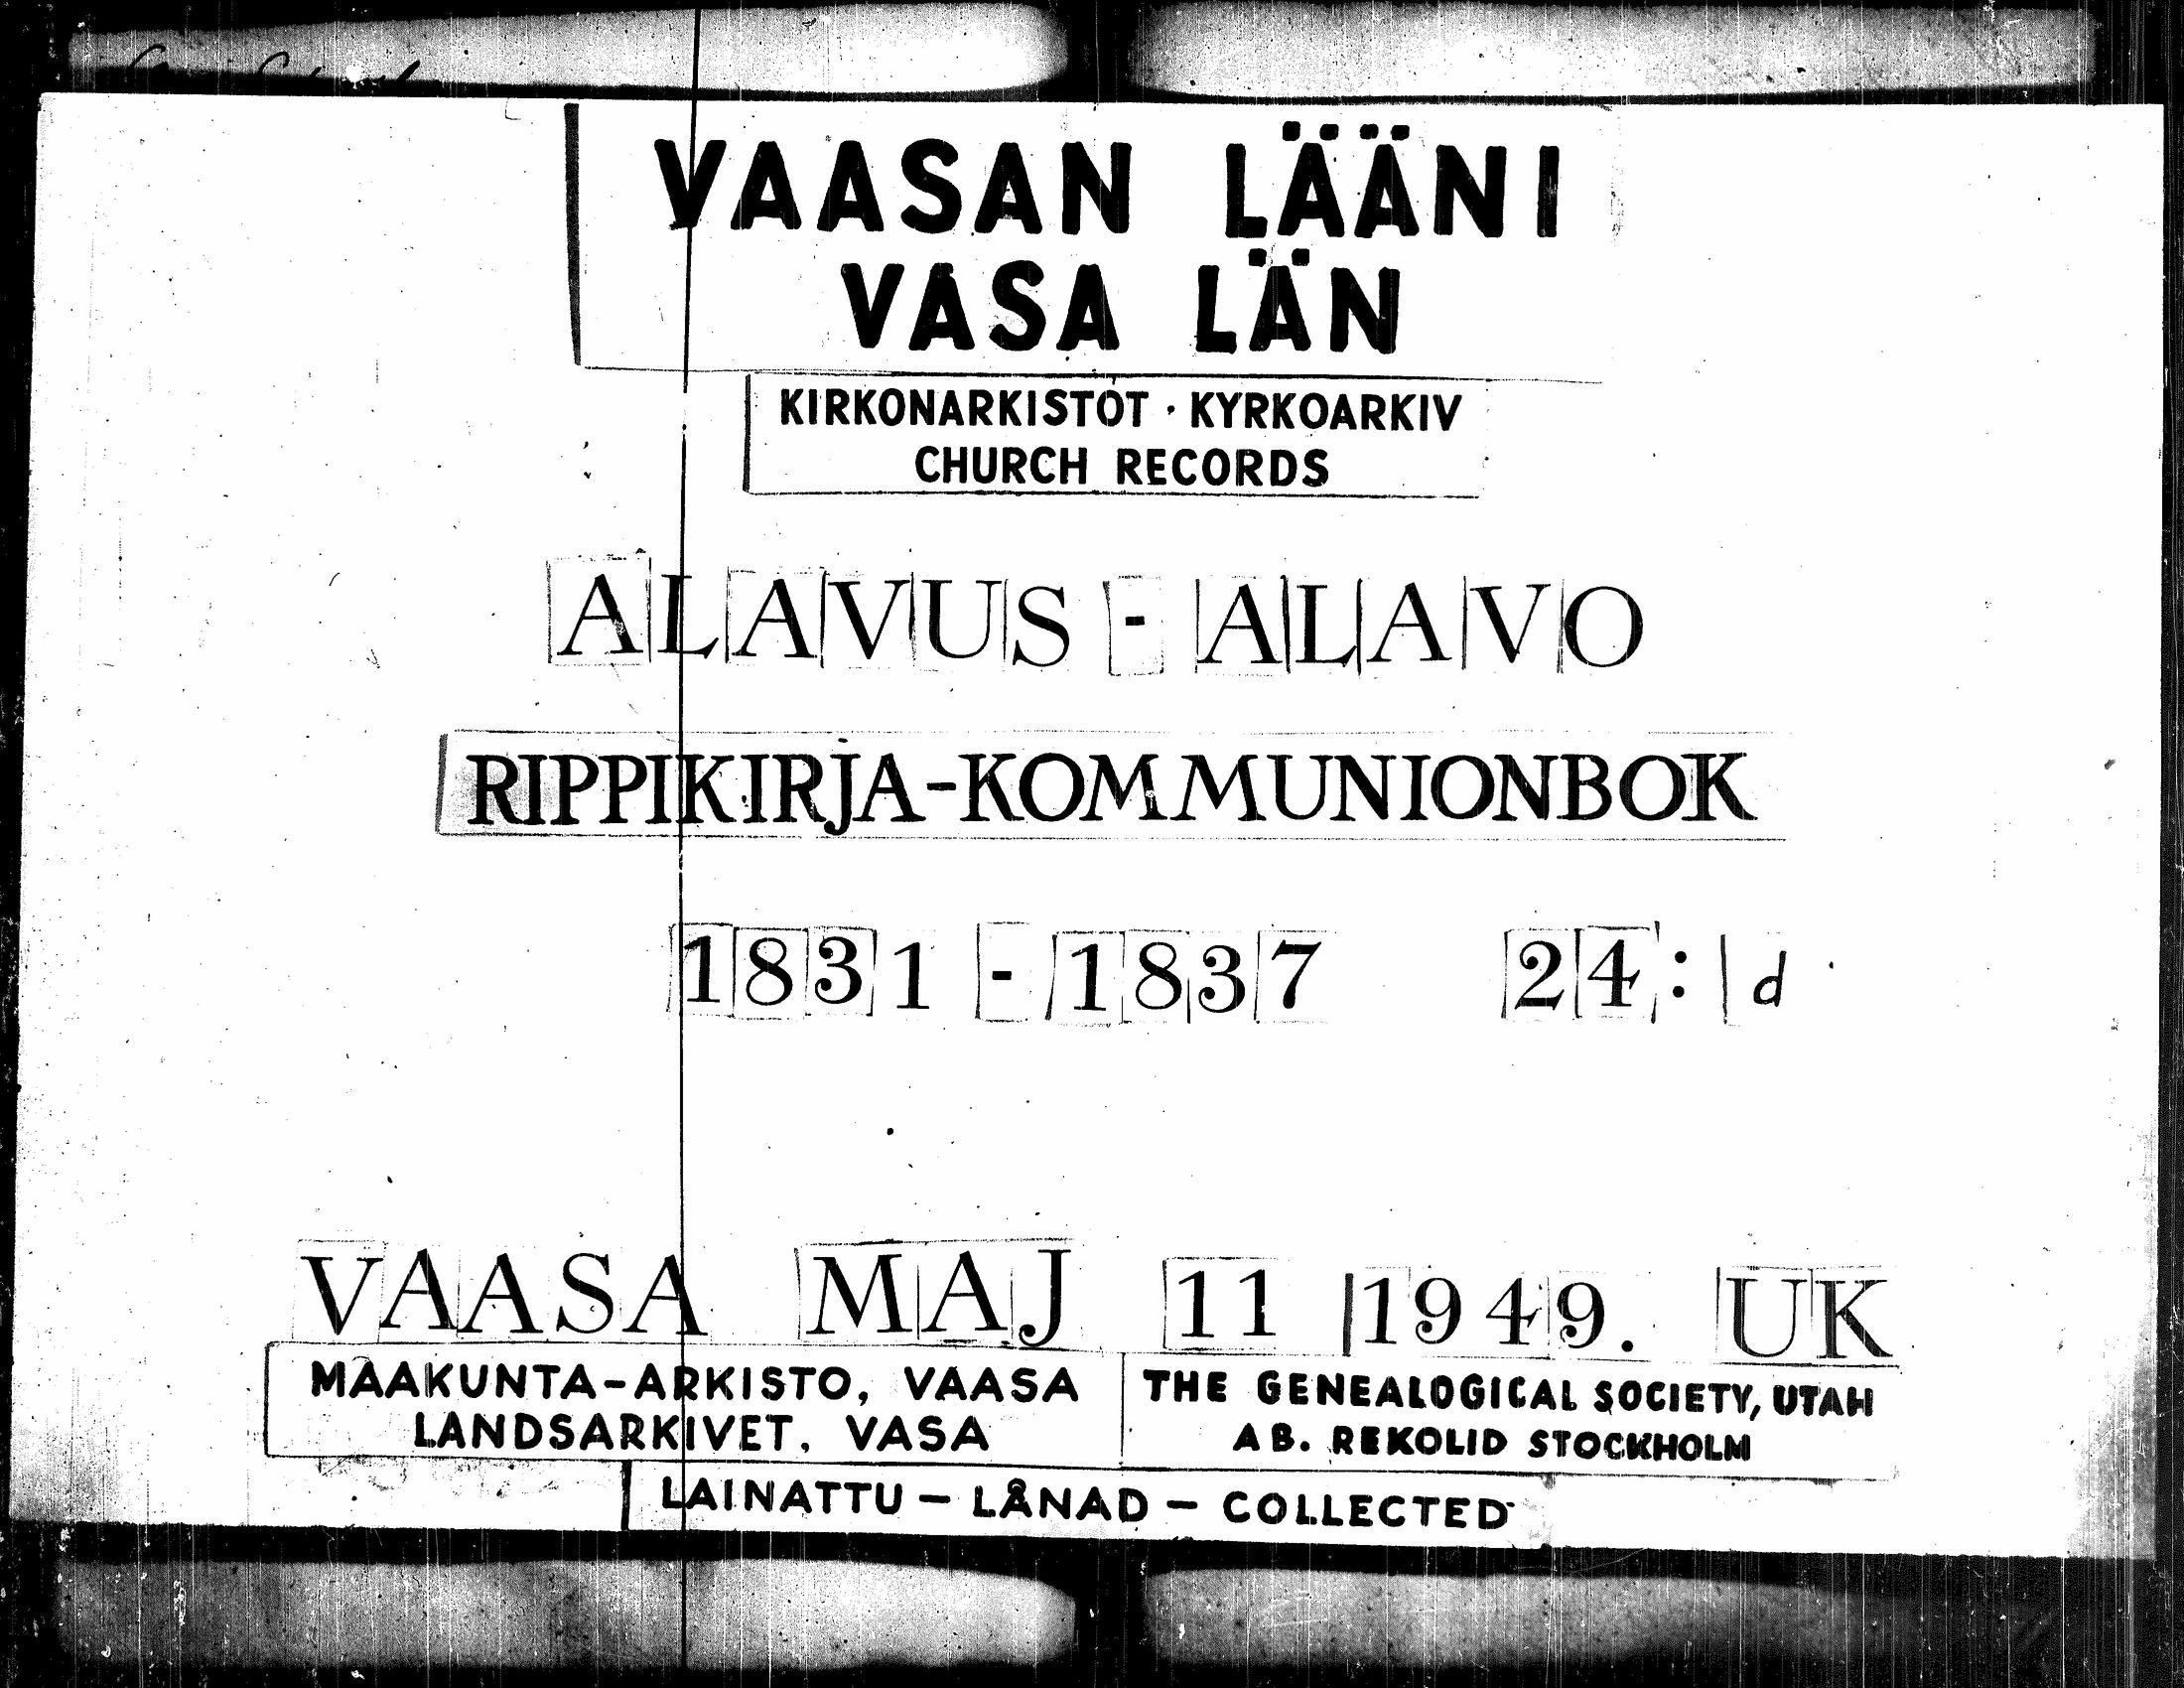 VAASAN LÄÄNI
VASA LÄN
KIRKONARKISTOT · KYRKOARKIV
CHURCH RECORDS
ALAVUS - ALAVO
RIPPIKIRJA-KOMMUNIONBOK
1831 - 1837 24: d
VAASA MAJ 11 1949. UK
MAAKUNTA-ARKISTO, VAASA
LANDSARKIVET, VASA
THE GENEALOGICAL SOCIETY, UTAH
AB. REKOLID STOCKHOLM
LAINATTU – LÅNAD – COLLECTED